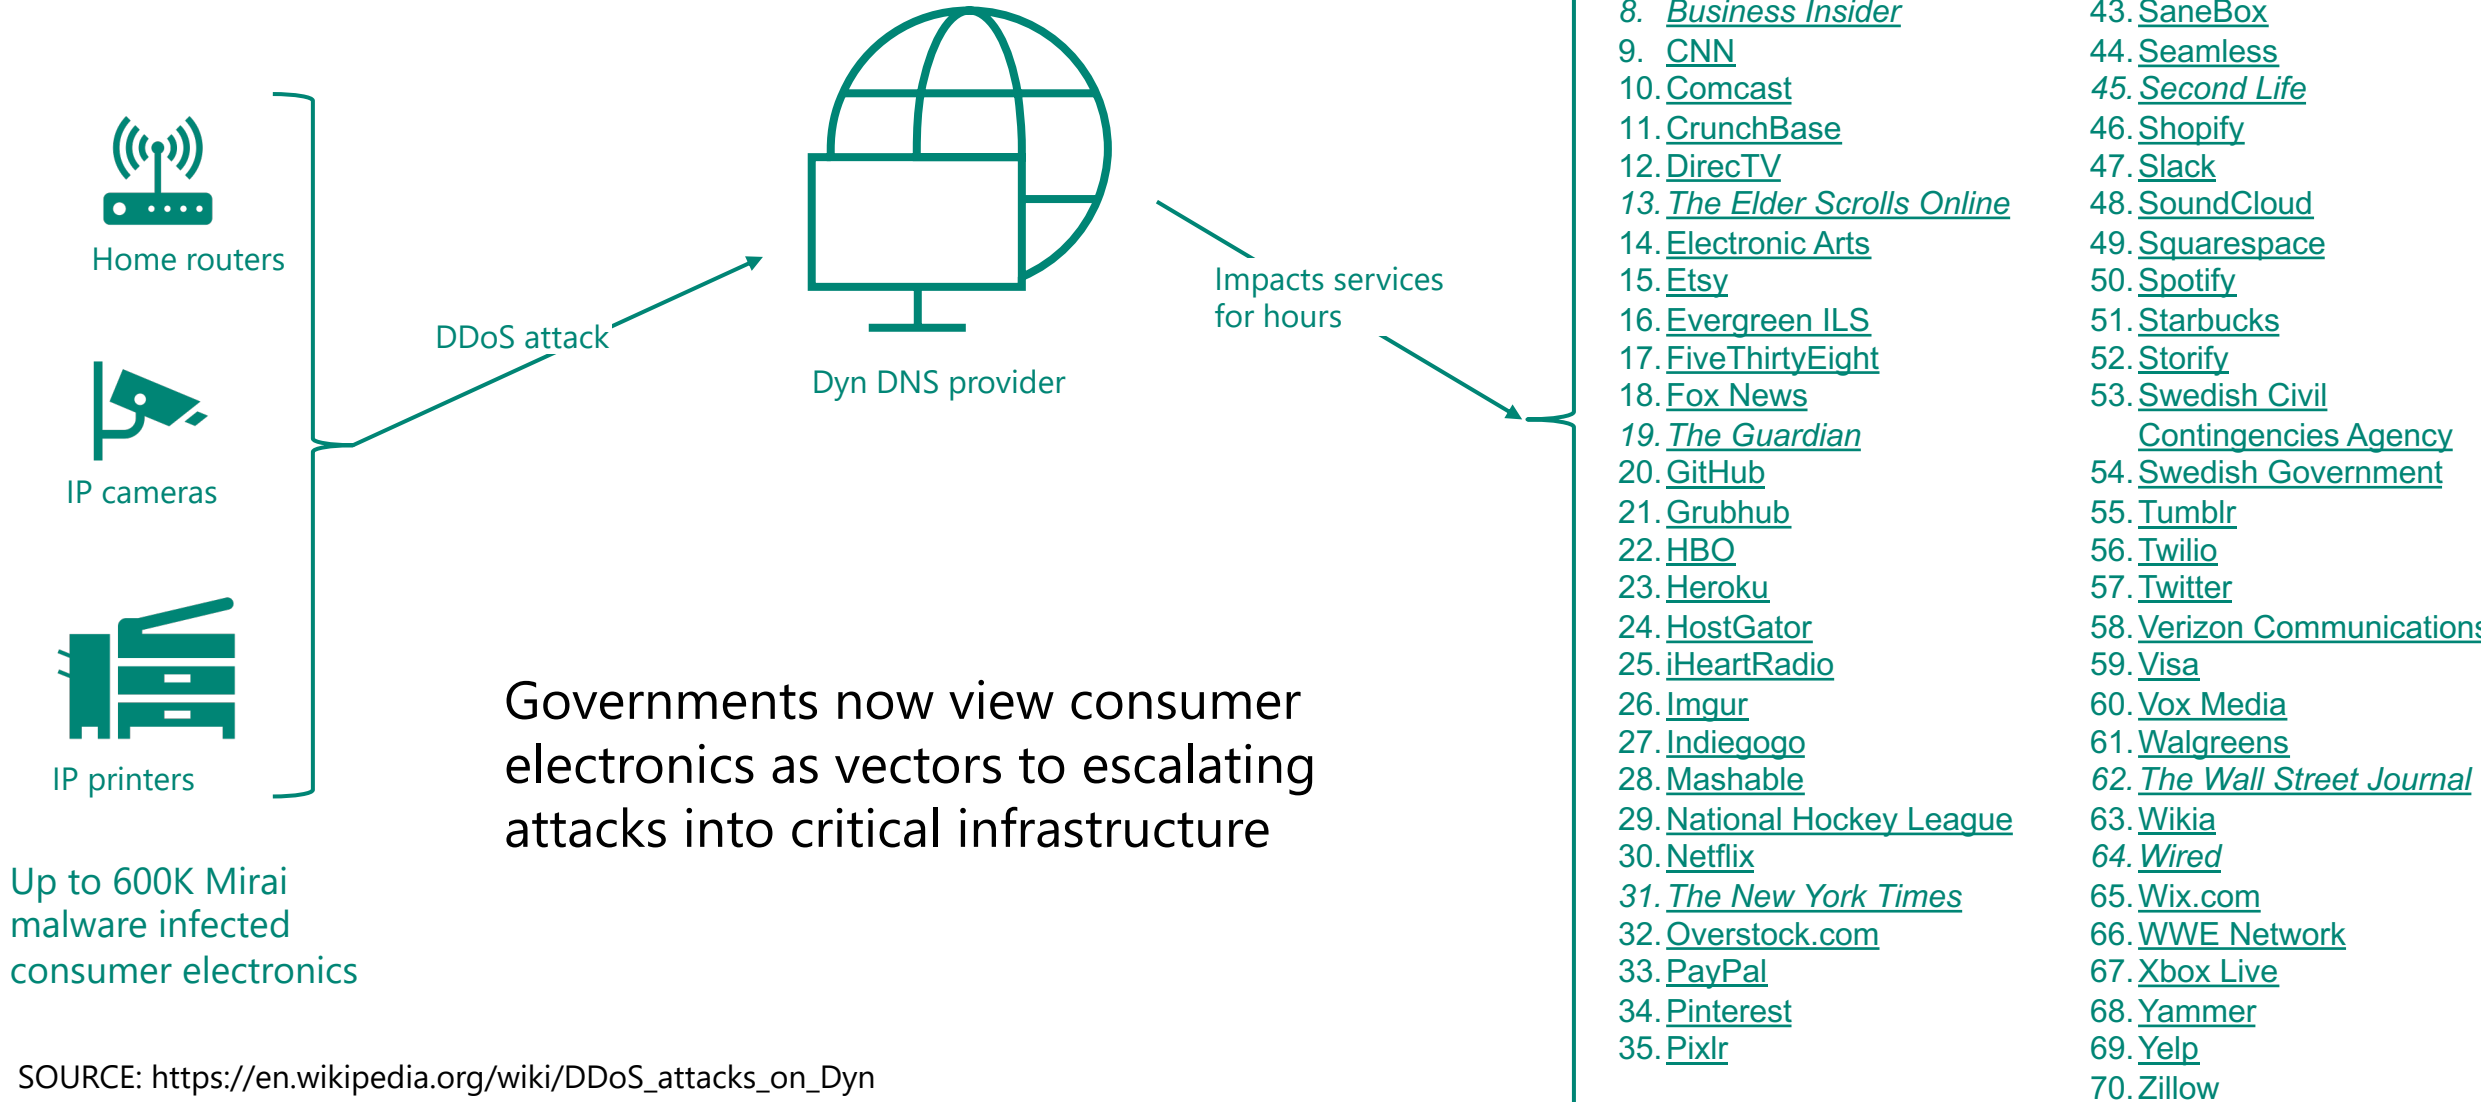 Home routers
IP cameras
IP printers
Up to 600K Mirai
malware infected
consumer electronics
DDoS attack
Dyn DNS provider
Impacts services
for hours
Governments now view consumer
electronics as vectors to escalating
attacks into critical infrastructure
8. Business Insider
9. CNN
10. Comcast
11. CrunchBase
12. DirecTV
13. The Elder Scrolls Online
14. Electronic Arts
15. Etsy
16. Evergreen ILS
17. FiveThirtyEight
18. Fox News
19. The Guardian
20. GitHub
21. Grubhub
22. HBO
23. Heroku
24. HostGator
25. iHeartRadio
26. Imgur
27. Indiegogo
28. Mashable
29. National Hockey League
30. Netflix
31. The New York Times
32. Overstock.com
33. PayPal
34. Pinterest
35. Pixlr
43. SaneBox
44. Seamless
45. Second Life
46. Shopify
47. Slack
48. SoundCloud
49. Squarespace
50. Spotify
51. Starbucks
52. Storify
53. Swedish Civil
Contingencies Agency
54. Swedish Government
55. Tumblr
56. Twilio
57. Twitter
58. Verizon Communications
59. Visa
60. Vox Media
61. Walgreens
62. The Wall Street Journal
63. Wikia
64. Wired
65. Wix.com
66. WWE Network
67. Xbox Live
68. Yammer
69. Yelp
70. Zillow
SOURCE: https://en.wikipedia.org/wiki/DDoS_attacks_on_Dyn